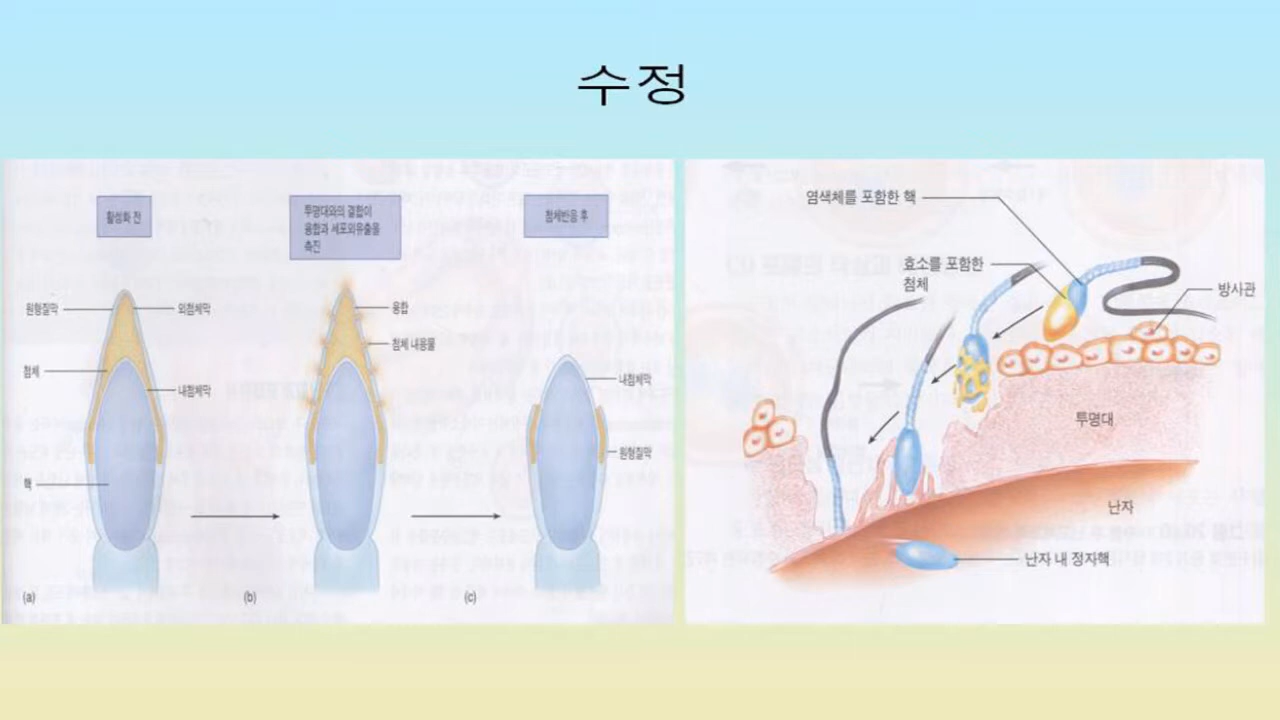 수정
활성화 전
투명대와의 결합이
융합과 세포외유출을
촉진
첨체반응 후
원형질막
외첨체막
첨체
내첨체막
핵
융합
첨체 내용물
내첨체막
원형질막
(a)
(b)
(c)
염색체를 포함한 핵
효소를 포함한
첨체
방사관
투명대
난자
난자 내 정자핵